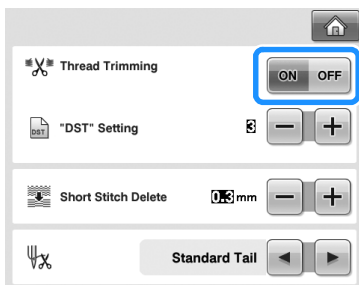 Thread Trimming
ON OFF
DST
"DST" Setting
3
Short Stitch Delete
0.3 mm
Standard Tail